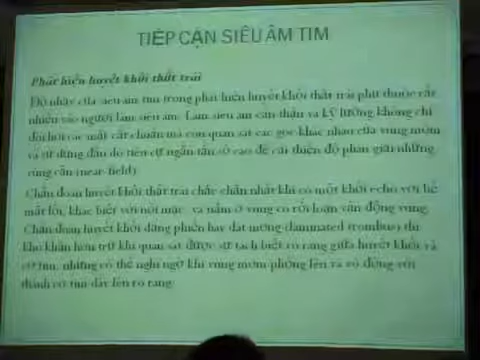 TIẾP CẬN SIÊU ÂM TIM
Phát hiện huyết khối thất trái
Độ nhạy của siêu âm tim trong phát hiện huyết khối thất trái phụ thuộc rất
nhiều vào người làm siêu âm. Làm siêu âm cẩn thận và kỹ lưỡng không chỉ
đòi hỏi các mặt cắt chuẩn mà còn quan sát các góc khác nhau của vùng mỏm
và sử dụng đầu dò tiêu cự ngắn tần số cao để cải thiện độ phân giải những
vùng cận (near-field)
Chẩn đoán huyết khối thất trái chắc chắn nhất khi có một khối echo với bề
mặt rõi, khác biệt với nội mạc, và nằm ở vùng có rối loạn vận động vùng.
Chẩn đoán huyết khối dạng phiến hay dát mỏng (laminated trombus) thì
khó khăn hơn trừ khi quan sát được sự tách biệt rõ ràng giữa huyết khối và
cơ tim, nhưng có thể nghi ngờ khi vùng mỏm phồng lên và vô động với
thành cơ tim dày lên rõ ràng